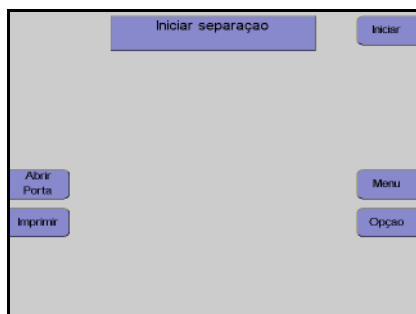 Iniciar separaçao
Iniciar
Abrir
Porta
Menu
Imprimir
Opçao